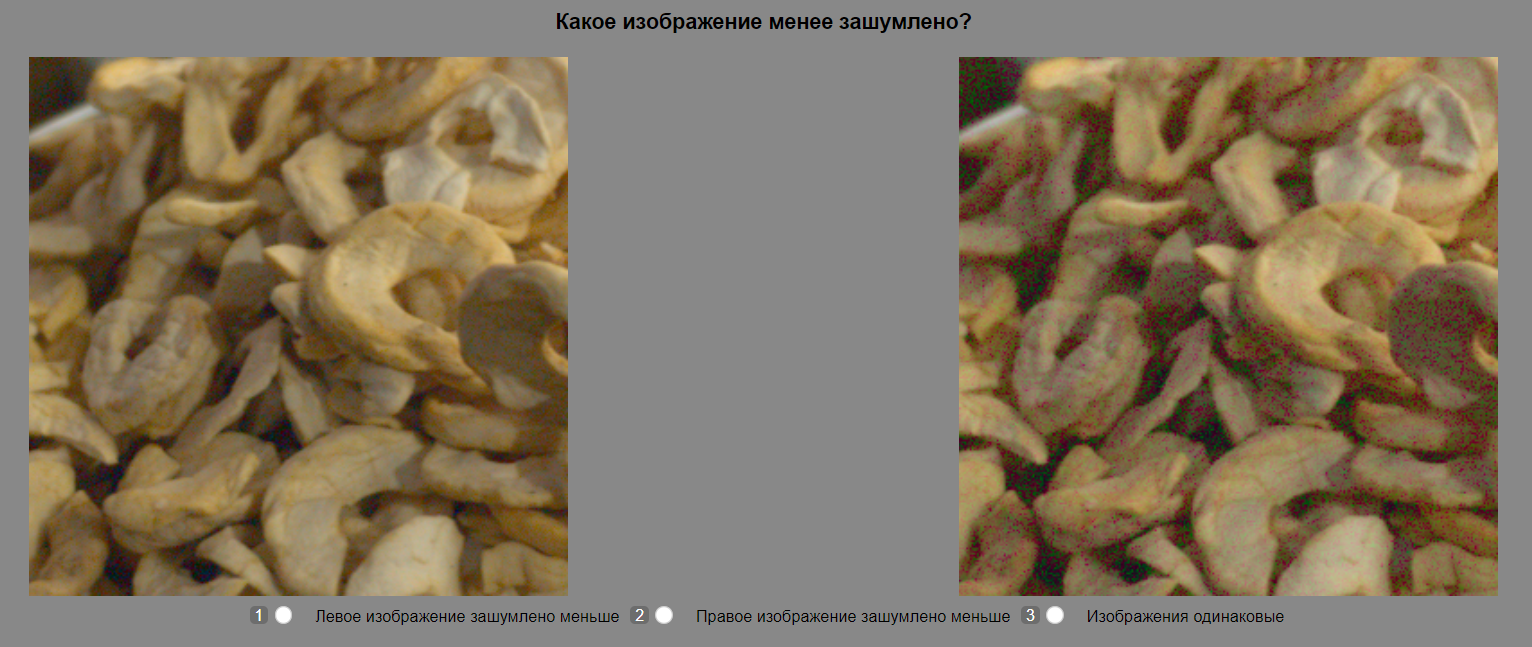 Какое изображение менее зашумлено?
1 Левое изображение зашумлено меньше 2 Правое изображение зашумлено меньше 3 Изображения одинаковые